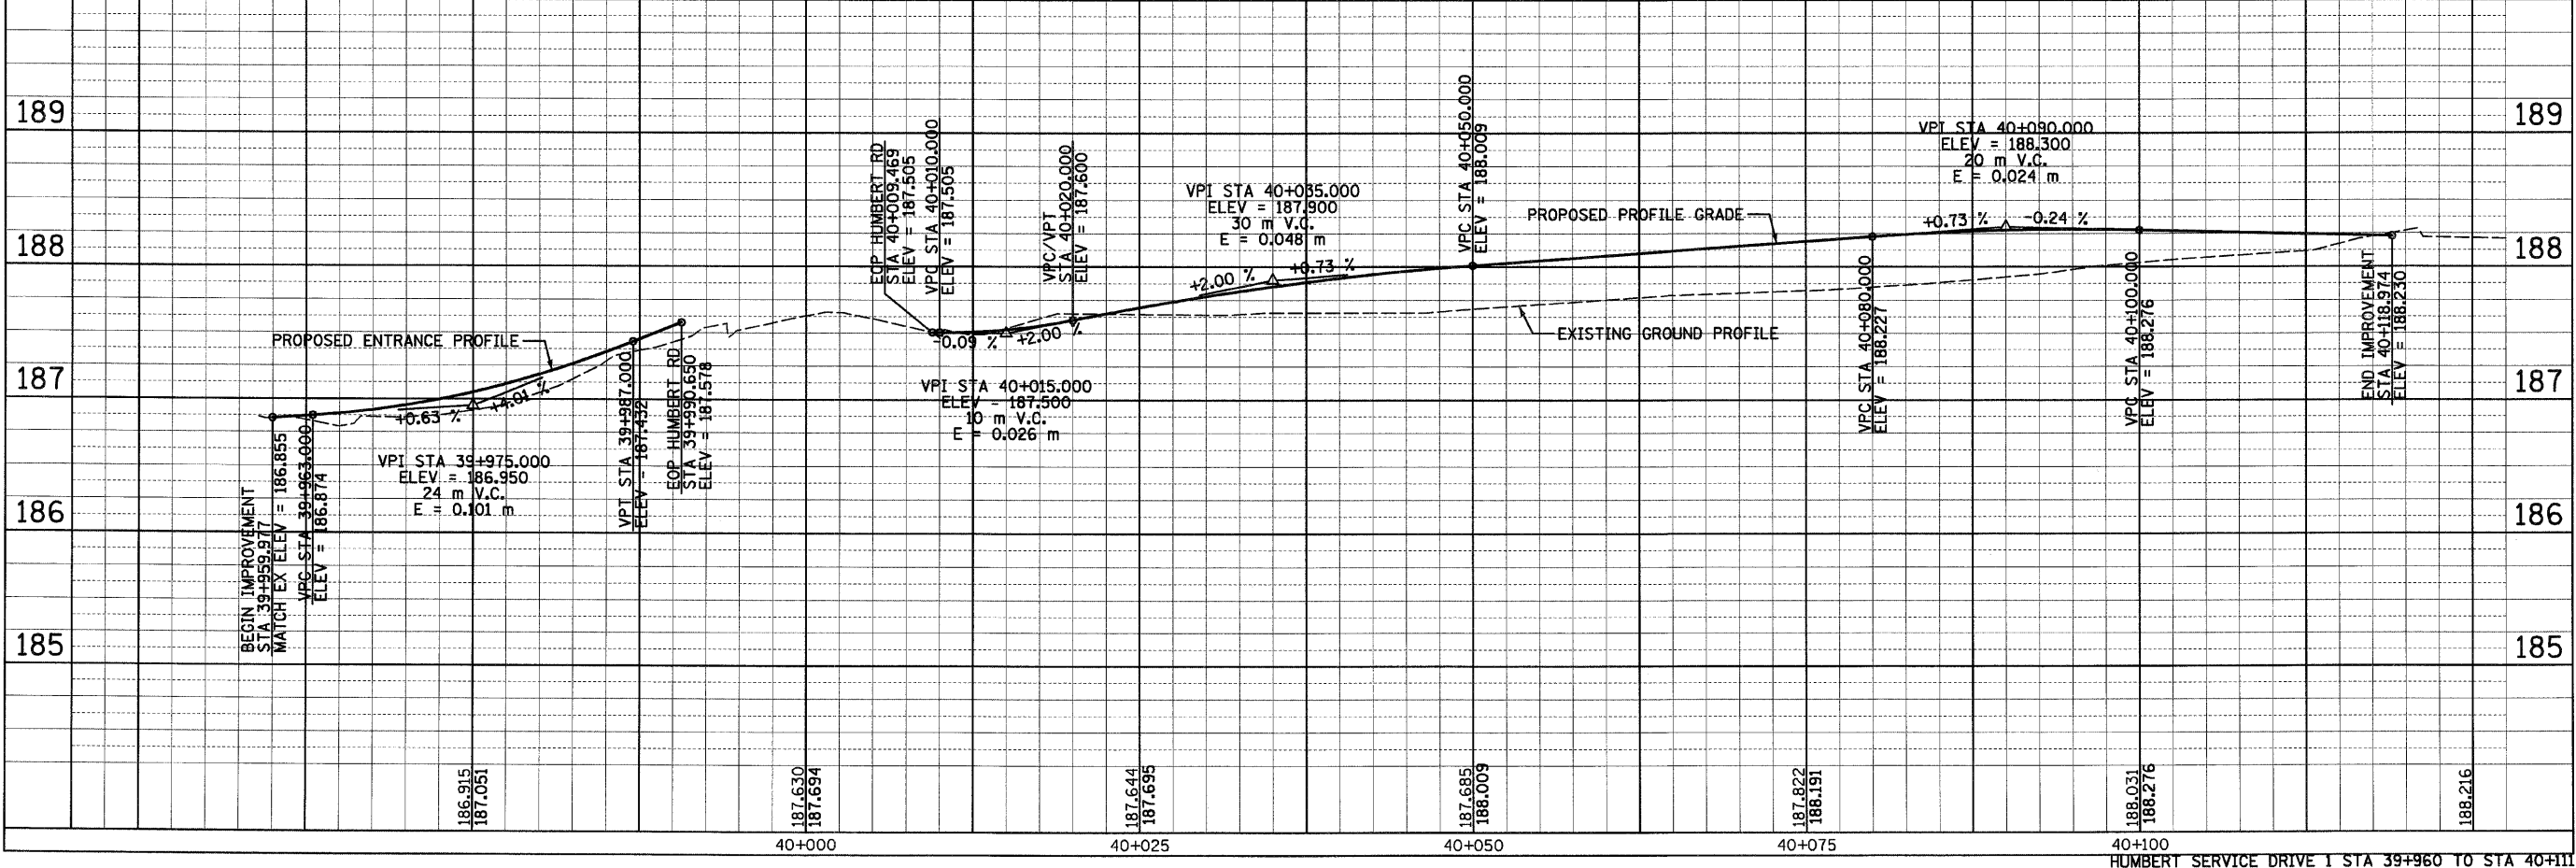 189
188
187
186
185
189
188
187
186
185
BEGIN IMPROVEMENT
STA 39+959.977
MATCH EX ELEV = 186.855
VPC STA 39+963.000
ELEV = 186.874
PROPOSED ENTRANCE PROFILE
+0.63 %
+4.01 %
VPI STA 39+975.000
ELEV = 186.950
24 m V.C.
E = 0.101 m
VPT STA 39+987.000
ELEV = 187.432
EOP HUMBERT RD
STA 39+990.650
ELEV = 187.578
EOP HUMBERT RD
STA 40+009.469
ELEV = 187.505
VPC STA 40+010.000
ELEV = 187.505
-0.09 %
+2.00 %
VPI STA 40+015.000
ELEV = 187.500
10 m V.C.
E = 0.026 m
VPC/VPT
STA 40+020.000
ELEV = 187.600
VPI STA 40+035.000
ELEV = 187.900
30 m V.C.
E = 0.048 m
+2.00 %
+0.73 %
VPC STA 40+050.000
ELEV = 188.009
PROPOSED PROFILE GRADE
EXISTING GROUND PROFILE
VPC STA 40+080.000
ELEV = 188.227
VPI STA 40+090.000
ELEV = 188.300
20 m V.C.
E = 0.024 m
+0.73 %
-0.24 %
VPC STA 40+100.000
ELEV = 188.276
END IMPROVEMENT
STA 40+118.974
ELEV = 188.230
186.915
187.051
187.630
187.694
187.644
187.695
187.685
188.009
187.822
188.191
188.031
188.276
188.216
40+000
40+025
40+050
40+075
40+100
HUMBERT SERVICE DRIVE 1 STA 39+960 TO STA 40+11